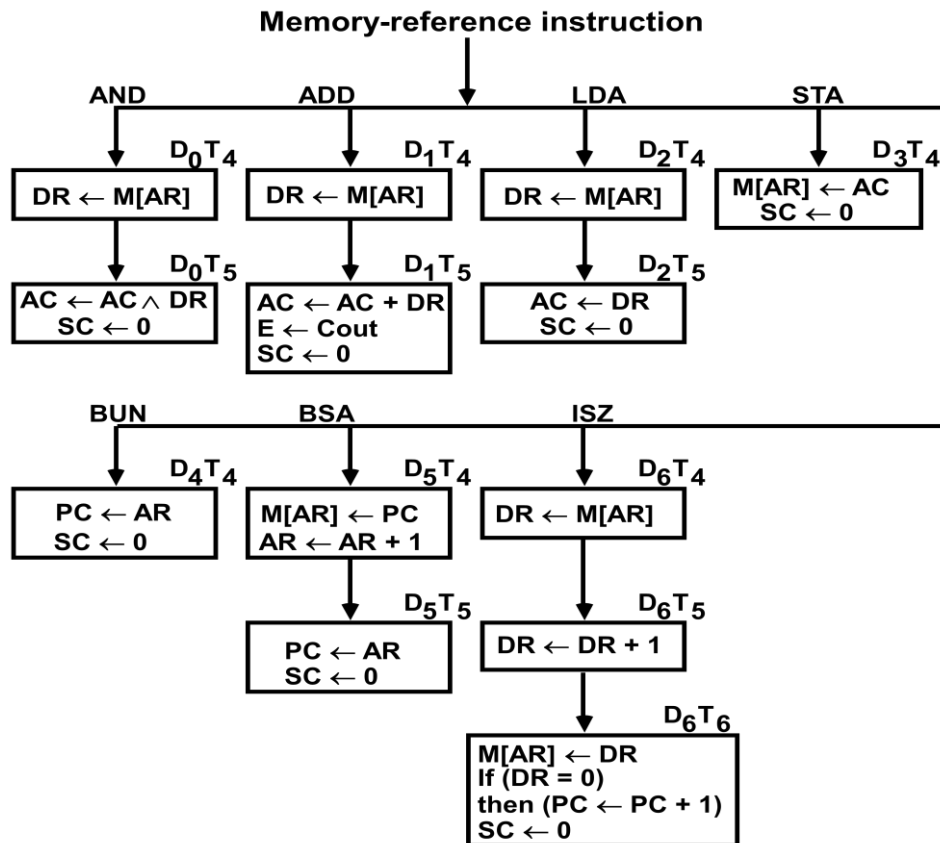 Memory-reference instruction
AND ADD LDA STA
D0T4 D1T4 D2T4 D3T4
DR ← M[AR] DR ← M[AR] DR ← M[AR] M[AR] ← AC
SC ← 0
D0T5 D1T5 D2T5
AC ← AC ∧ DR AC ← AC + DR AC ← DR
SC ← 0 E ← Cout SC ← 0
SC ← 0
BUN BSA ISZ
D4T4 D5T4 D6T4
PC ← AR M[AR] ← PC DR ← M[AR]
SC ← 0 AR ← AR + 1
D5T5 D6T5
PC ← AR DR ← DR + 1
SC ← 0
D6T6
M[AR] ← DR
If (DR = 0)
then (PC ← PC + 1)
SC ← 0